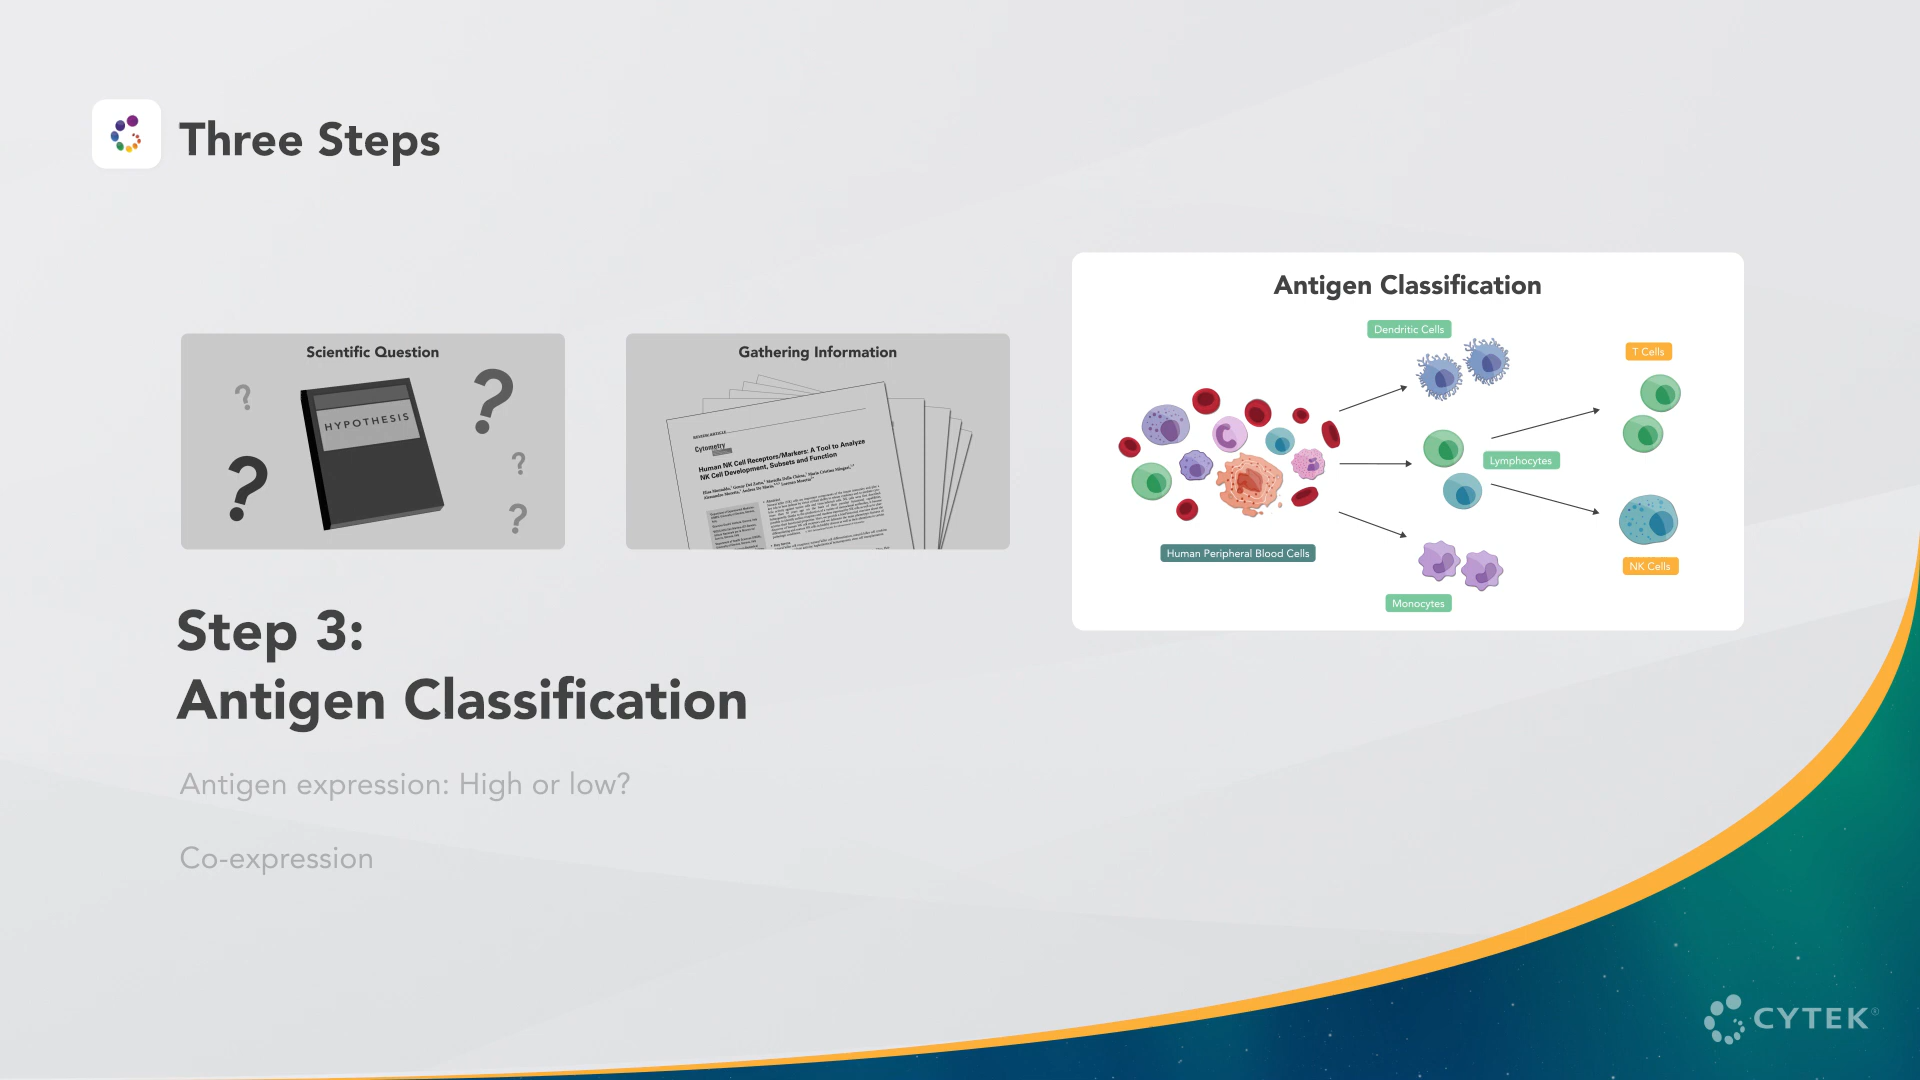 Three Steps
Scientific Question
?
?
HYPOTHESIS
?
?
?
Gathering Information
REVIEW ARTICLE
Cytometry
Human NK Cell Receptors/Markers: A Tool to Analyze
NK Cell Development, Subsets and Function
Antigen Classification
Dendritic Cells
T Cells
Lymphocytes
Human Peripheral Blood Cells
NK Cells
Monocytes
Step 3:
Antigen Classification
Antigen expression: High or low?
Co-expression
CYTEK®